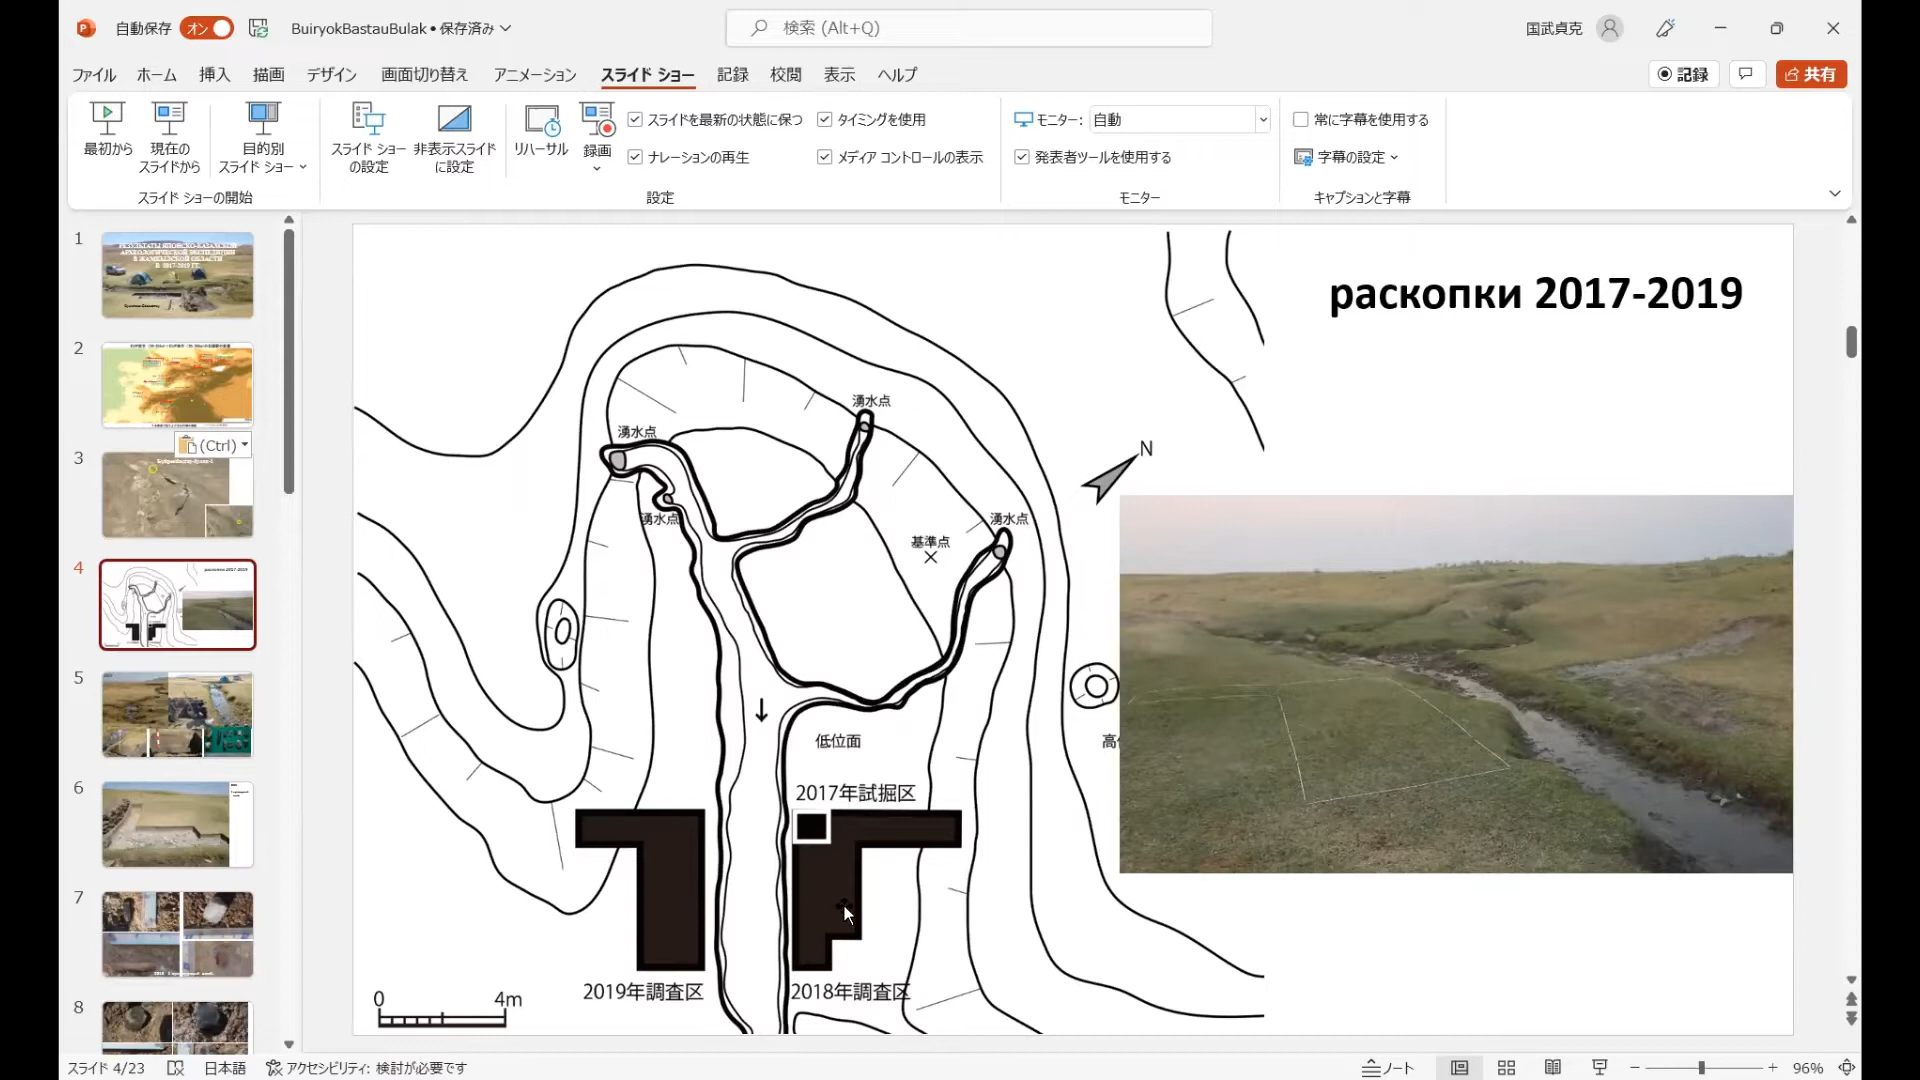 自動保存 オン BuiryokBastauBulak • 保存済み 検索 (Alt+Q) 国武貞克
ファイル ホーム 挿入 描画 デザイン 画面切り替え アニメーション スライド ショー 記録 校閲 表示 ヘルプ 記録 共有
最初から
現在の
スライドから
目的別
スライド ショー
スライド ショーの開始
スライド ショー
の設定
非表示スライド
に設定
リハーサル
録画
スライドを最新の状態に保つ
タイミングを使用
ナレーションの再生
メディア コントロールの表示
設定
モニター: 自動
発表者ツールを使用する
モニター
常に字幕を使用する
字幕の設定
キャプションと字幕
1
2
(Ctrl)
3
4
5
6
7
8
раскопки 2017-2019
湧水点
湧水点
湧水点
湧水点
N
基準点
低位面
2017年試掘区
2019年調査区
2018年調査区
0 4m
スライド 4/23 日本語 アクセシビリティ: 検討が必要です ノート 96%